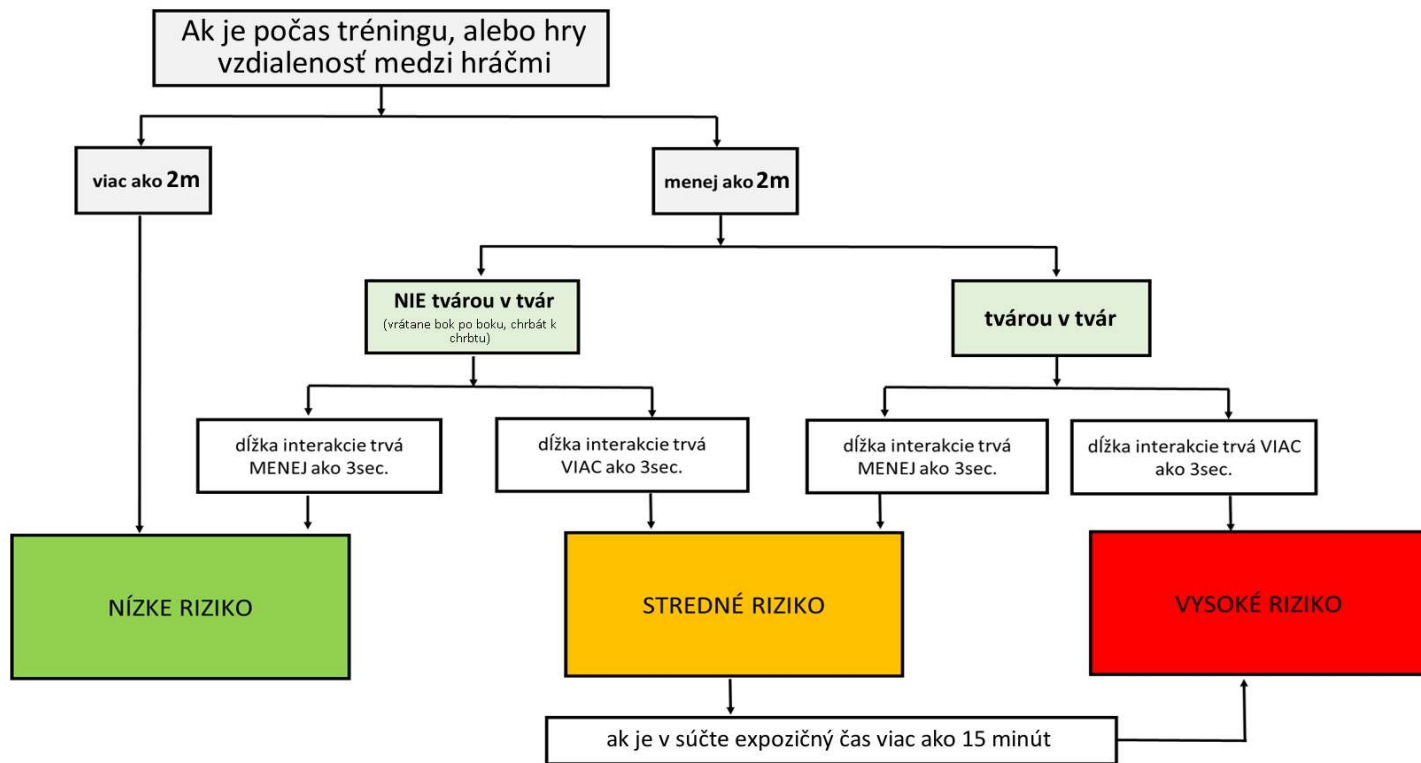 Ak je počas tréningu, alebo hry
vzdialenosť medzi hráčmi
viac ako 2m
menej ako 2m
NIE tvárou v tvár
(vrátane bok po boku, chrbát k
chrbtu)
tvárou v tvár
dĺžka interakcie trvá
MENEJ ako 3sec.
dĺžka interakcie trvá
VIAC ako 3sec.
dĺžka interakcie trvá
MENEJ ako 3sec.
dĺžka interakcie trvá VIAC
ako 3sec.
NÍZKE RIZIKO
STREDNÉ RIZIKO
VYSOKÉ RIZIKO
ak je v súčte expozičný čas viac ako 15 minút